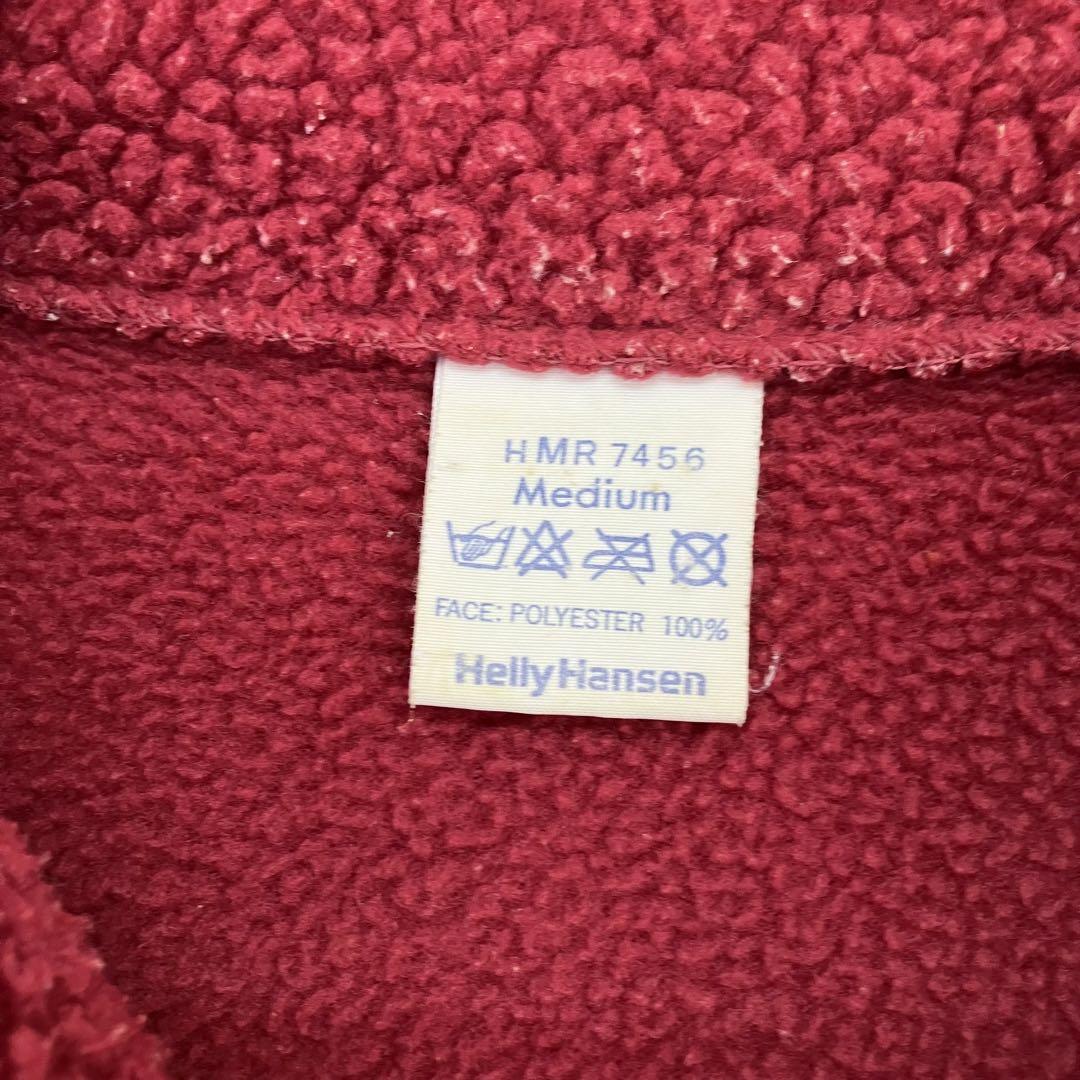 HMR 7456
Medium
FACE: POLYESTER 100%
HellyHansen